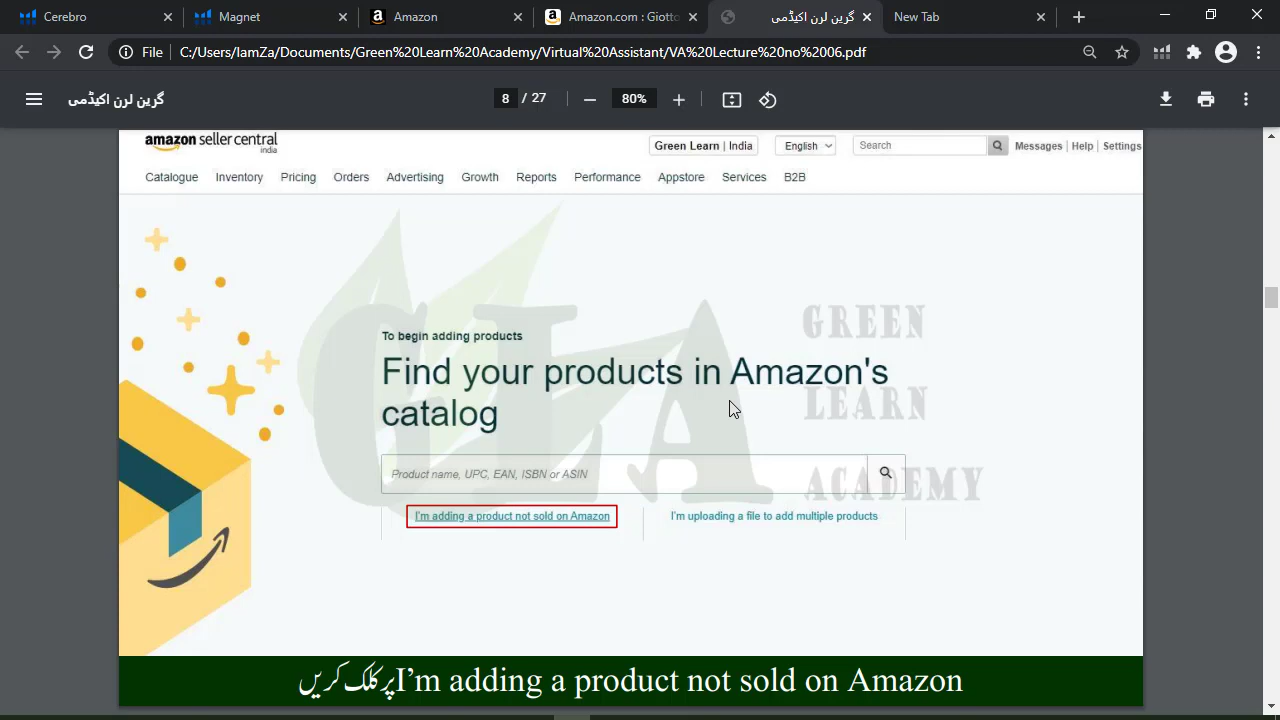 Cerebro
Magnet
Amazon
Amazon.com : Giotto
گرین لرن اکیڈمی
New Tab
File
C:/Users/IamZa/Documents/Green%20Learn%20Academy/Virtual%20Assistant/VA%20Lecture%20no%2006.pdf
گرین لرن اکیڈمی
8 / 27
80%
amazon seller central
india
Green Learn | India
English
Search
Messages | Help | Settings
Catalogue Inventory Pricing Orders Advertising Growth Reports Performance Appstore Services B2B
To begin adding products
Find your products in Amazon's
catalog
Product name, UPC, EAN, ISBN or ASIN
I'm adding a product not sold on Amazon
I'm uploading a file to add multiple products
GLA
GREEN
LEARN
ACADEMY
I'm adding a product not sold on Amazon پر کلک کریں